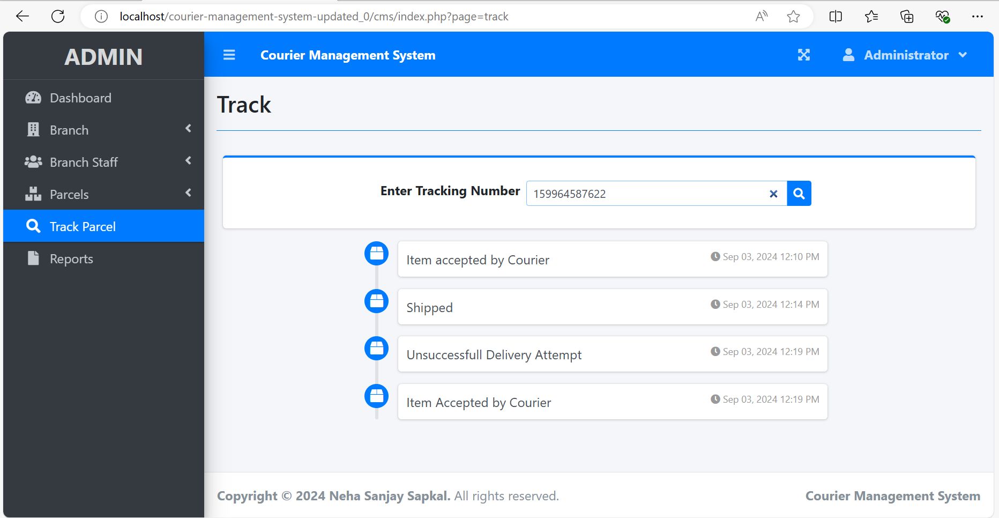 localhost/courier-management-system-updated_0/cms/index.php?page=track
ADMIN
Courier Management System
Administrator
Dashboard
Branch
Branch Staff
Parcels
Track Parcel
Reports
Track
Enter Tracking Number
159964587622
Item accepted by Courier
Sep 03, 2024 12:10 PM
Shipped
Sep 03, 2024 12:14 PM
Unsuccessfull Delivery Attempt
Sep 03, 2024 12:19 PM
Item Accepted by Courier
Sep 03, 2024 12:19 PM
Copyright © 2024 Neha Sanjay Sapkal. All rights reserved.
Courier Management System